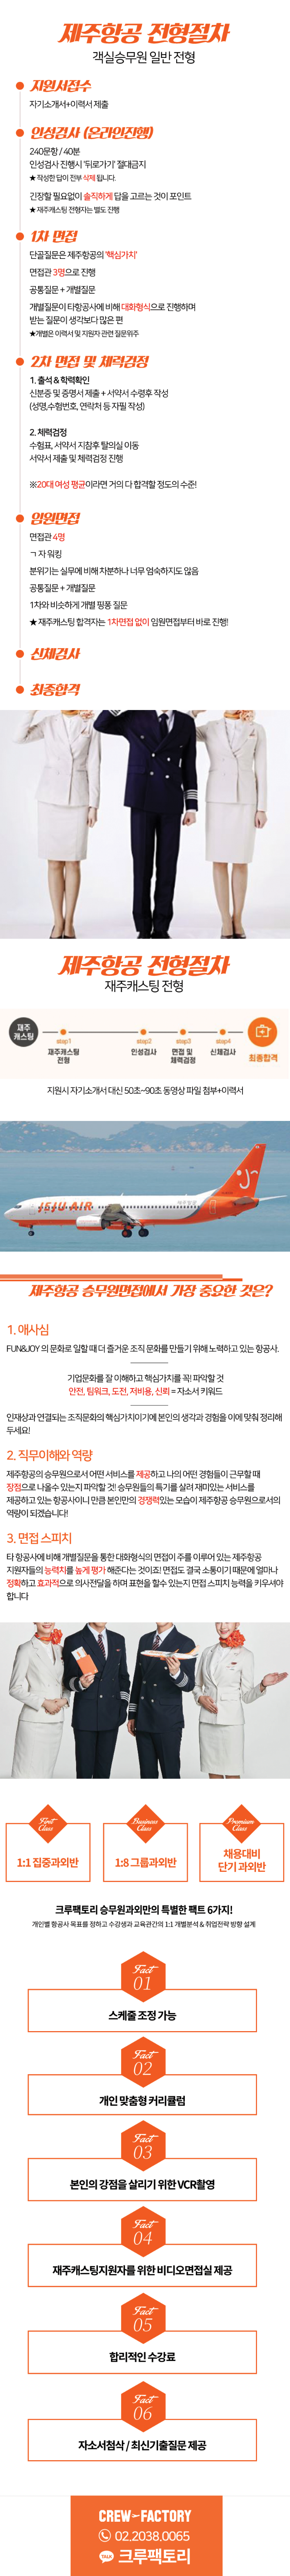 제주항공 전형절차
객실승무원 일반 전형
지원서접수
자기소개서+이력서 제출
인성검사 (온라인진행)
240문항 / 40분
인성검사 진행시 '뒤로가기' 절대금지
★ 작성한 답이 전부 삭제 됩니다.
긴장할 필요없이 솔직하게 답을 고르는 것이 포인트
★ 재주캐스팅 전형자는 별도 진행
1차 면접
단골질문은 제주항공의 '핵심가치'
면접관 3명으로 진행
공통질문 + 개별질문
개별질문이 타항공사에 비해 대화형식으로 진행하며
받는 질문이 생각보다 많은 편
★개별은 이력서 및 지원자 관련 질문위주
2차 면접 및 체력검정
1. 출석 & 학력확인
신분증 및 증명서 제출 + 서약서 수령후 작성
(성명,수험번호, 연락처 등 자필 작성)
2. 체력검정
수험표, 서약서 지참후 탈의실 이동
서약서 제출 및 체력검정 진행
※20대 여성 평균이라면 거의 다 합격할 정도의 수준!
임원면접
면접관 4명
ㄱ 자 워킹
분위기는 실무에 비해 차분하나 너무 엄숙하지도 않음
공통질문 + 개별질문
1차와 비슷하게 개별 핑퐁 질문
★ 재주캐스팅 합격자는 1차면접 없이 임원면접부터 바로 진행!
신체검사
최종합격
제주항공 전형절차
재주캐스팅 전형
재주
캐스팅
step1 step2 step3 step4
재주캐스팅
전형
인성검사
면접 및
체력검정
신체검사
최종합격
지원시 자기소개서 대신 50초~90초 동영상 파일 첨부+이력서
JEJU AIR
제주항공 승무원면접에서 가장 중요한 것은?
1. 애사심
FUN&JOY 의 문화로 일할 때 더 즐거운 조직 문화를 만들기 위해 노력하고 있는 항공사.
기업문화를 잘 이해하고 핵심가치를 꼭! 파악할 것
안전, 팀워크, 도전, 저비용, 신뢰 = 자소서 키워드
인재상과 연결되는 조직문화의 핵심가치이기에 본인의 생각과 경험을 이에 맞춰 정리해
두세요!
2. 직무이해와 역량
제주항공의 승무원으로서 어떤 서비스를 제공하고 나의 어떤 경험들이 근무할 때
장점으로 나올수 있는지 파악할 것! 승무원들의 특기를 살려 재미있는 서비스를
제공하고 있는 항공사이니 만큼 본인만의 경쟁력있는 모습이 제주항공 승무원으로서의
역량이 되겠습니다!
3. 면접 스피치
타 항공사에 비해 개별질문을 통한 대화형식의 면접이 주를 이루어 있는 제주항공
지원자들의 능력치를 높게 평가 해준다는 것이죠! 면접도 결국 소통이기 때문에 얼마나
정확하고 효과적으로 의사전달을 하며 표현을 할수 있는지 면접 스피치 능력을 키우셔야
합니다
First
Class
1:1 집중과외반
Business
Class
1:8 그룹과외반
Premium
Class
채용대비
단기 과외반
크루팩토리 승무원과외만의 특별한 팩트 6가지!
개인별 항공사 목표를 정하고 수강생과 교육관간의 1:1 개별분석 & 취업전략 방향 설계
Fact
01
스케줄 조정 가능
Fact
02
개인 맞춤형 커리큘럼
Fact
03
본인의 강점을 살리기 위한 VCR촬영
Fact
04
재주캐스팅지원자를 위한 비디오면접실 제공
Fact
05
합리적인 수강료
Fact
06
자소서첨삭 / 최신기출질문 제공
CREW FACTORY
02.2038.0065
TALK 크루팩토리